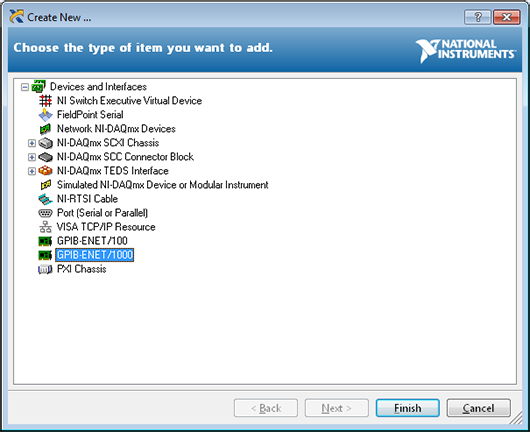 Create New ...
Choose the type of item you want to add.
NATIONAL
INSTRUMENTS
Devices and Interfaces
NI Switch Executive Virtual Device
FieldPoint Serial
Network NI-DAQmx Devices
NI-DAQmx SCXI Chassis
NI-DAQmx SCC Connector Block
NI-DAQmx TEDS Interface
Simulated NI-DAQmx Device or Modular Instrument
NI-RTSI Cable
Port (Serial or Parallel)
VISA TCP/IP Resource
GPIB-ENET/100
GPIB-ENET/1000
PXI Chassis
< Back Next > Finish Cancel